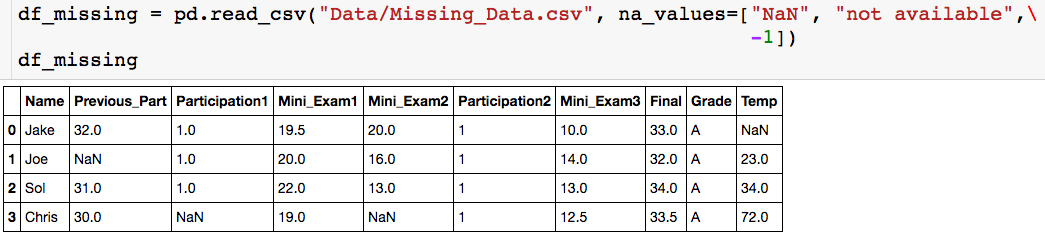 df_missing = pd.read_csv("Data/Missing_Data.csv", na_values=["NaN", "not available",\
-1])
df_missing
Name Previous_Part Participation1 Mini_Exam1 Mini_Exam2 Participation2 Mini_Exam3 Final Grade Temp
0 Jake 32.0 1.0 19.5 20.0 1 10.0 33.0 A NaN
1 Joe NaN 1.0 20.0 16.0 1 14.0 32.0 A 23.0
2 Sol 31.0 1.0 22.0 13.0 1 13.0 34.0 A 34.0
3 Chris 30.0 NaN 19.0 NaN 1 12.5 33.5 A 72.0